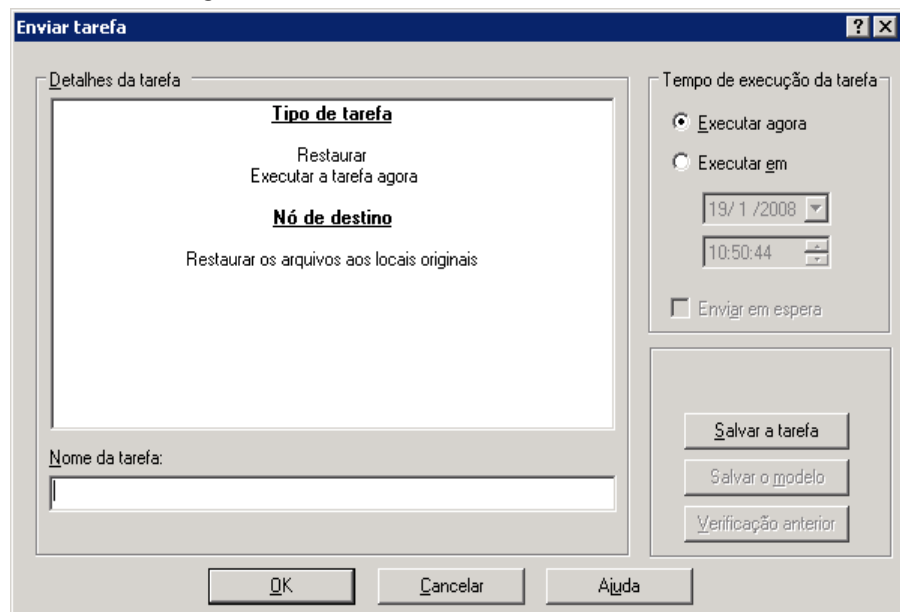 Enviar tarefa
Detalhes da tarefa
Tipo de tarefa
Restaurar
Executar a tarefa agora
Nó de destino
Restaurar os arquivos aos locais originais
Nome da tarefa:
Tempo de execução da tarefa
Executar agora
Executar em
19/ 1 /2008
10:50:44
Enviar em espera
Salvar a tarefa
Salvar o modelo
Verificação anterior
OK
Cancelar
Ajuda